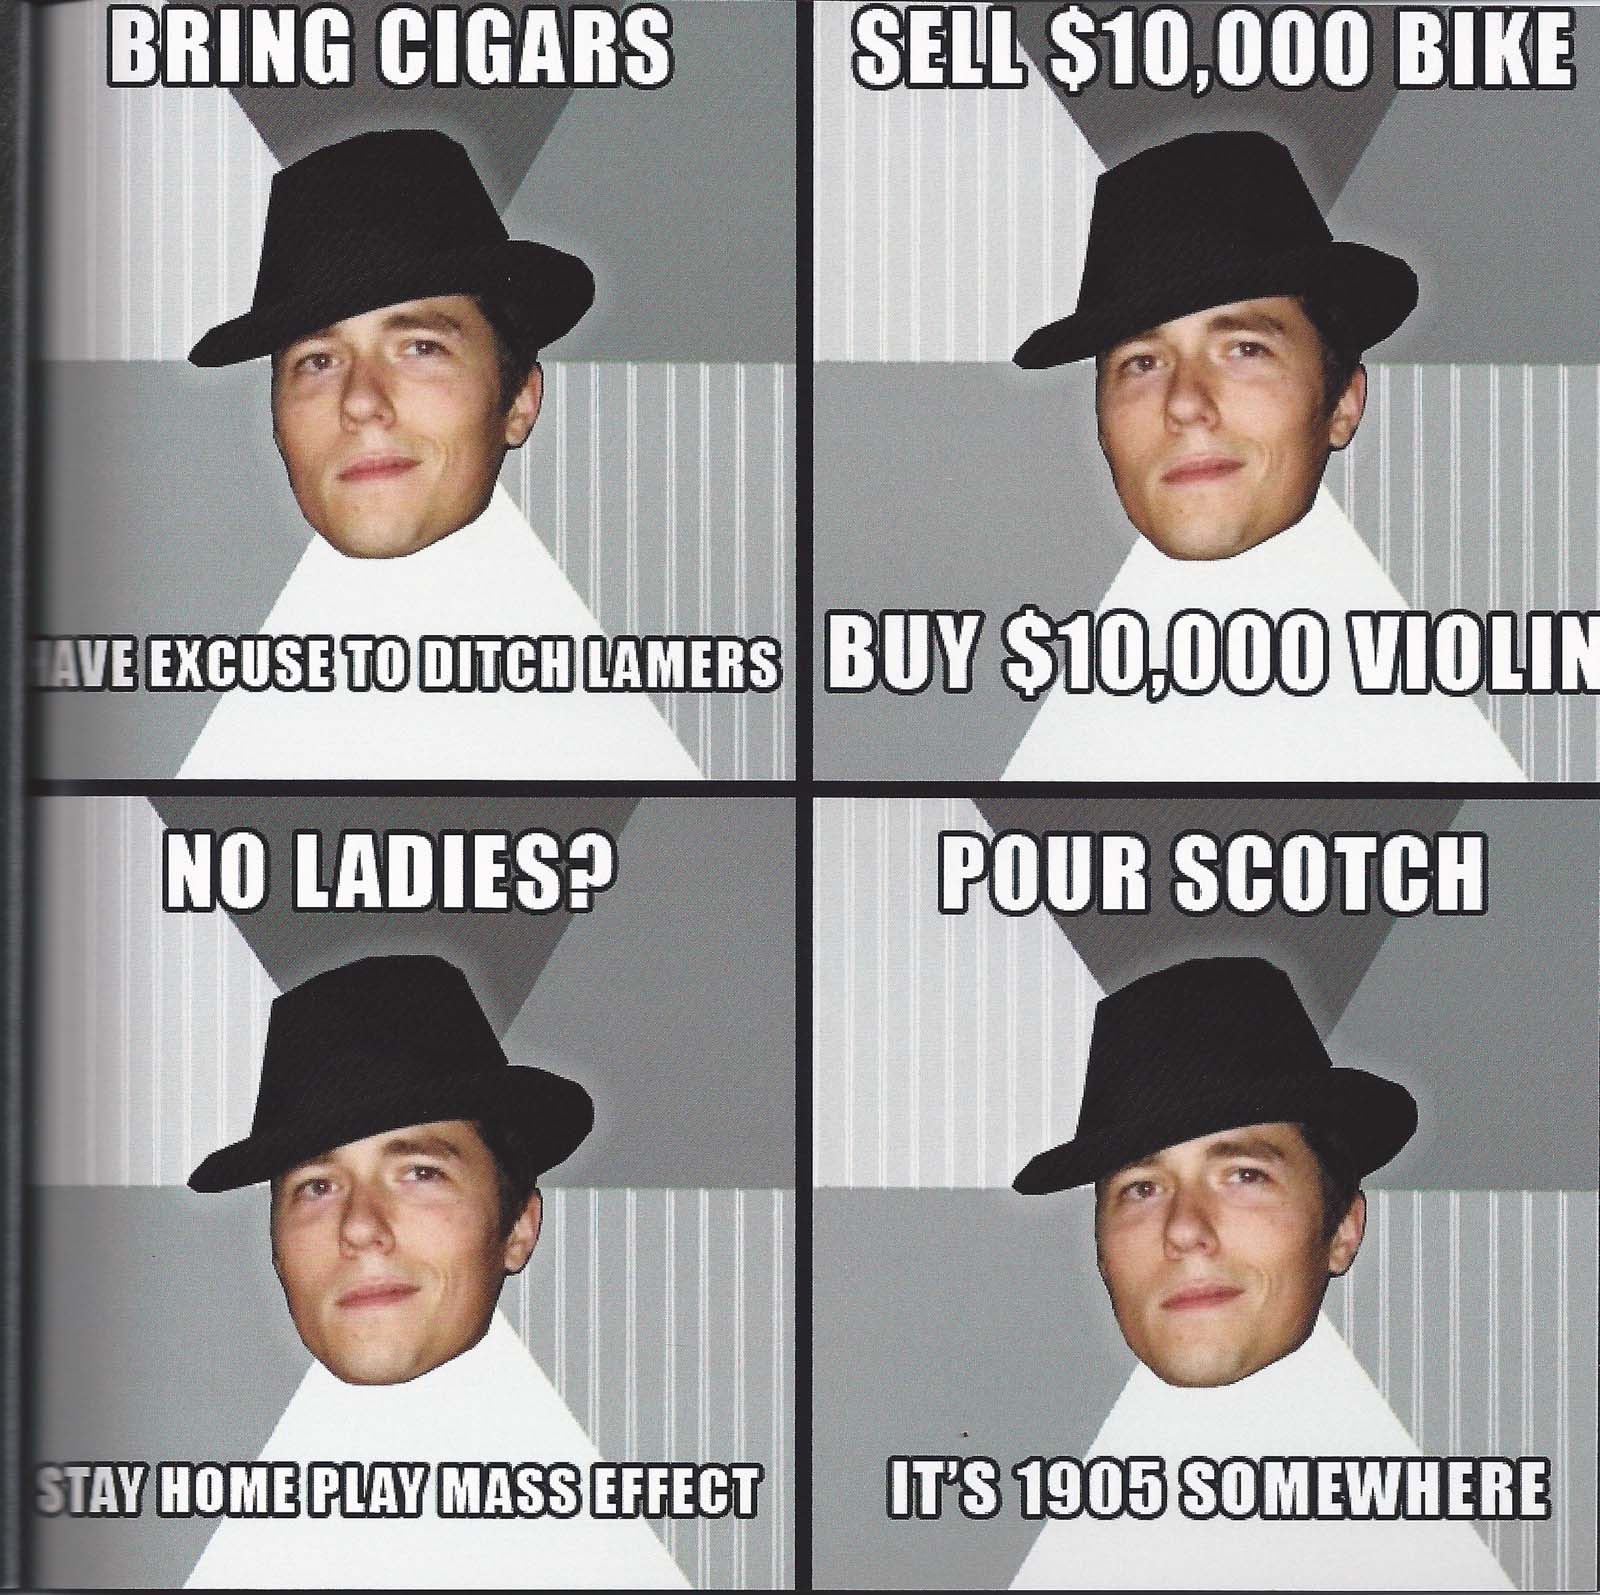 BRING CIGARS
HAVE EXCUSE TO DITCH LAMERS
SELL $10,000 BIKE
BUY $10,000 VIOLIN
NO LADIES?
STAY HOME PLAY MASS EFFECT
POUR SCOTCH
IT'S 1905 SOMEWHERE